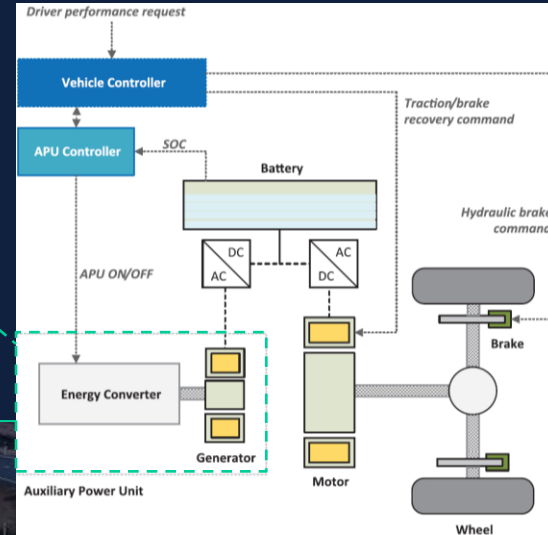 Driver performance request
Vehicle Controller
Traction/brake
recovery command
APU Controller
SOC
Battery
Hydraulic brake
command
DC
AC
AC
DC
APU ON/OFF
Brake
Energy Converter
Generator
Motor
Auxiliary Power Unit
Wheel